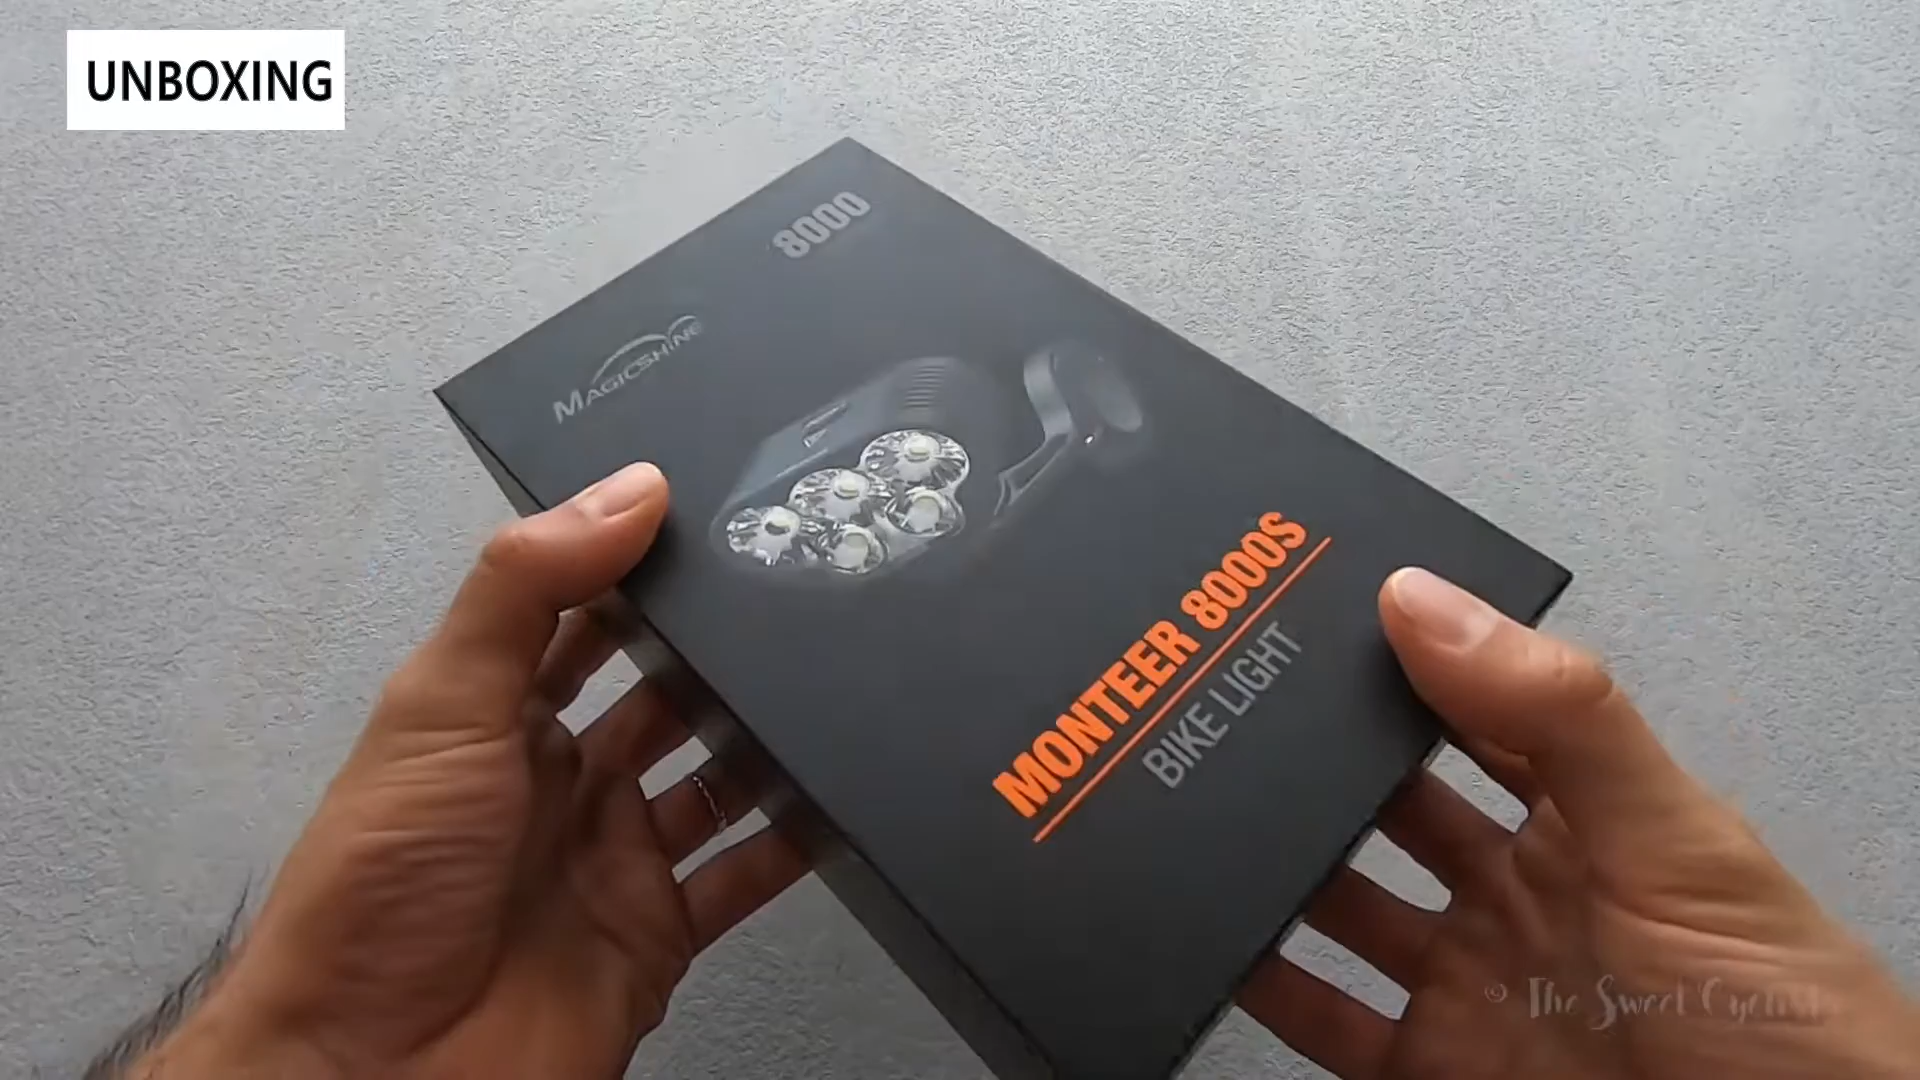 UNBOXING
8000
MAGICSHINE
MONTEER 8000S
BIKE LIGHT
© The Sweet Cyclist